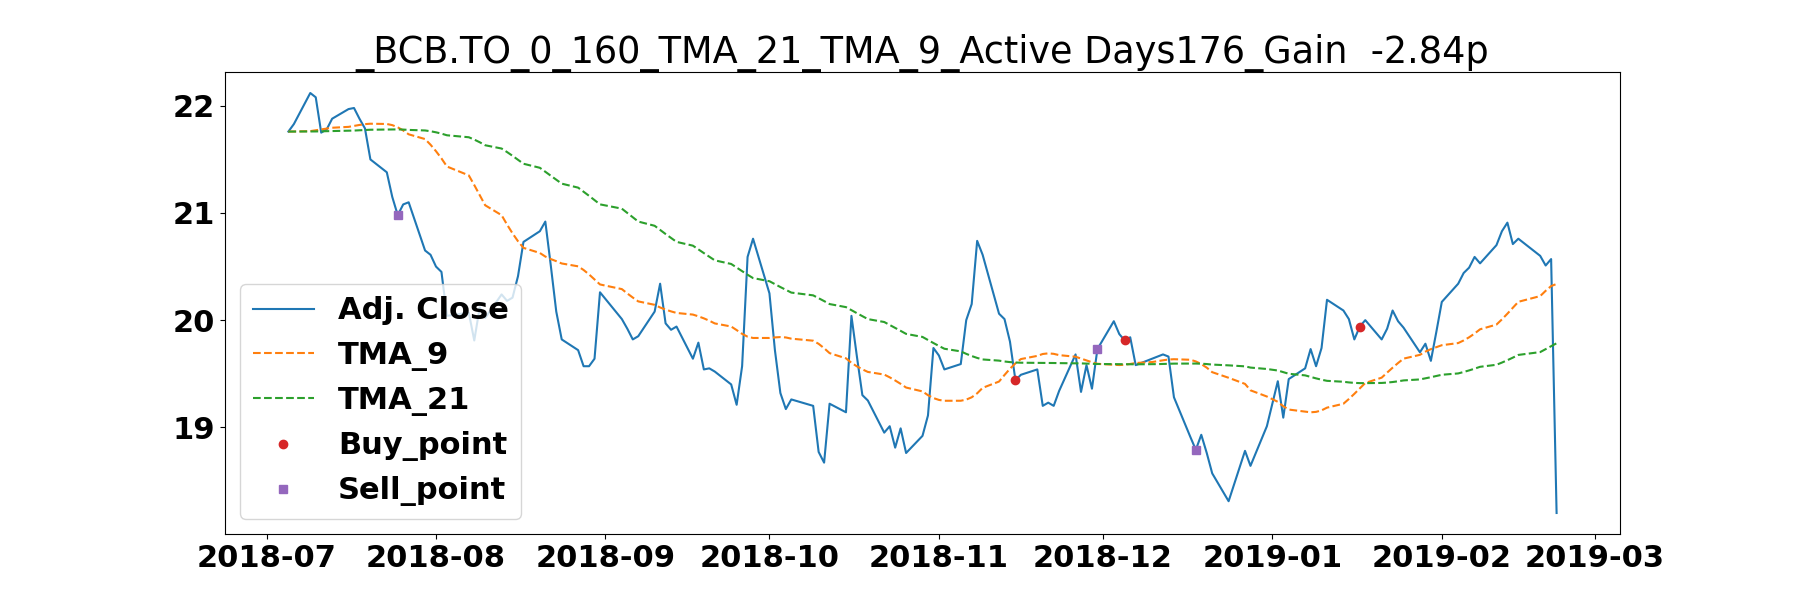 _BCB.TO_0_160_TMA_21_TMA_9_Active Days176_Gain  -2.84p
22
21
20
19
Adj. Close
TMA_9
TMA_21
Buy_point
Sell_point
2018-07 2018-08 2018-09 2018-10 2018-11 2018-12 2019-01 2019-02 2019-03